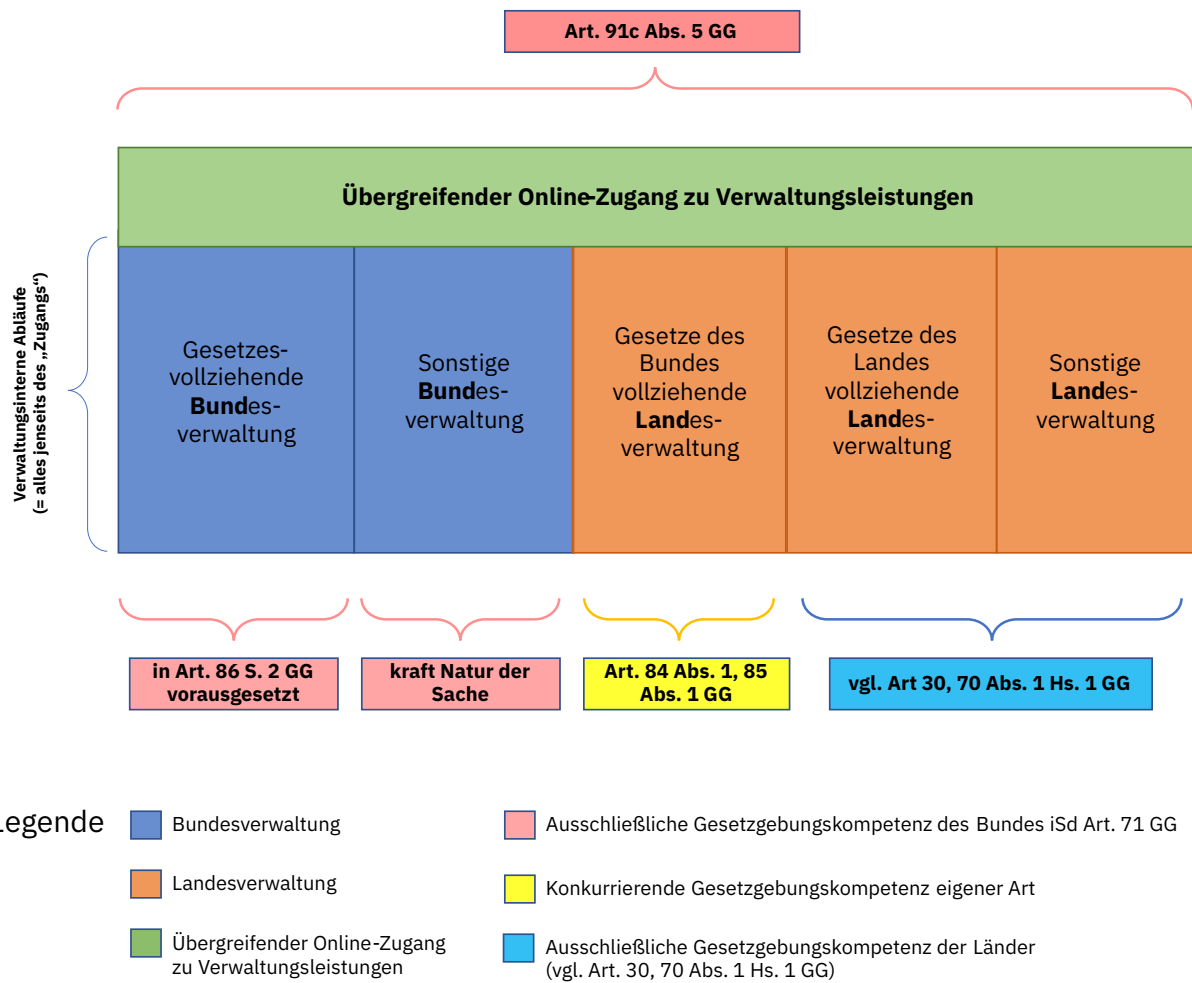 Art. 91c Abs. 5 GG
Übergreifender Online-Zugang zu Verwaltungsleistungen
Verwaltungsinterne Abläufe
(= alles jenseits des „Zugangs“)
Gesetzes-
vollziehende
Bundes-
verwaltung
Sonstige
Bundes-
verwaltung
Gesetze des
Bundes
vollziehende
Landes-
verwaltung
Gesetze des
Landes
vollziehende
Landes-
verwaltung
Sonstige
Landes-
verwaltung
in Art. 86 S. 2 GG
vorausgesetzt
kraft Natur der
Sache
Art. 84 Abs. 1, 85
Abs. 1 GG
vgl. Art 30, 70 Abs. 1 Hs. 1 GG
Legende
Bundesverwaltung
Landesverwaltung
Übergreifender Online-Zugang
zu Verwaltungsleistungen
Ausschließliche Gesetzgebungskompetenz des Bundes iSd Art. 71 GG
Konkurrierende Gesetzgebungskompetenz eigener Art
Ausschließliche Gesetzgebungskompetenz der Länder
(vgl. Art. 30, 70 Abs. 1 Hs. 1 GG)